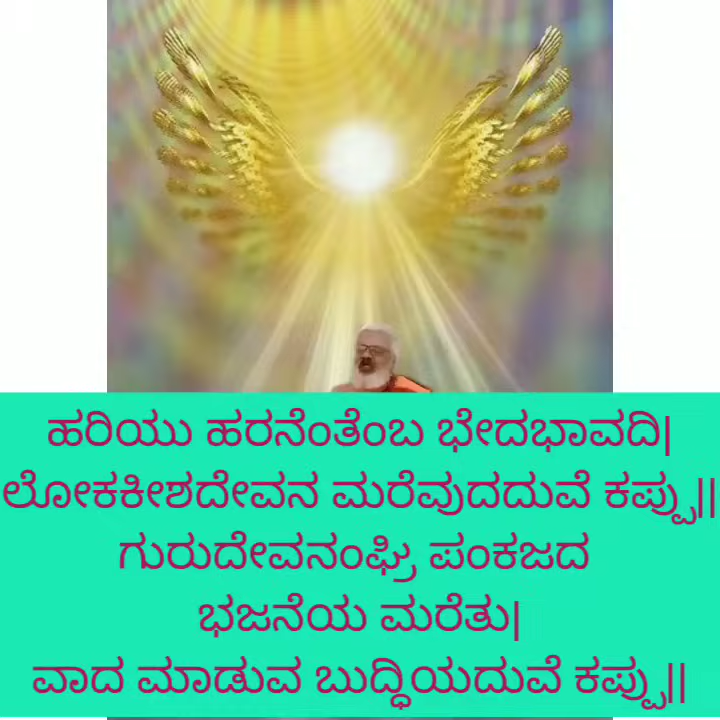 ಹರಿಯು ಹರನೆಂತೆಂಬ ಭೇದಭಾವದಿ|
ಲೋಕಕೀಶದೇವನ ಮರೆವುದದುವೆ ಕಪ್ಪು||
ಗುರುದೇವನಂಘ್ರಿ ಪಂಕಜದ
ಭಜನೆಯ ಮರೆತು|
ವಾದ ಮಾಡುವ ಬುದ್ಧಿಯದುವೆ ಕಪ್ಪು||